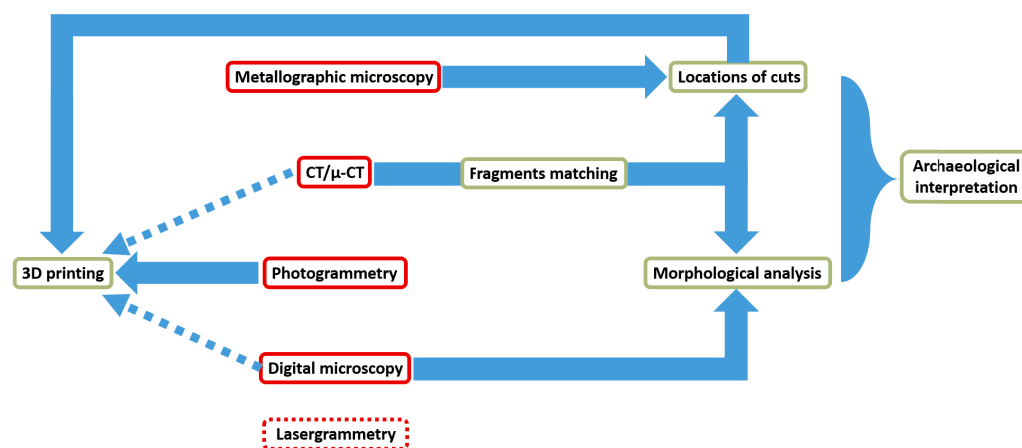 Metallographic microscopy
Locations of cuts
CT/μ-CT
Fragments matching
Archaeological
interpretation
3D printing
Photogrammetry
Morphological analysis
Digital microscopy
Lasergrammetry